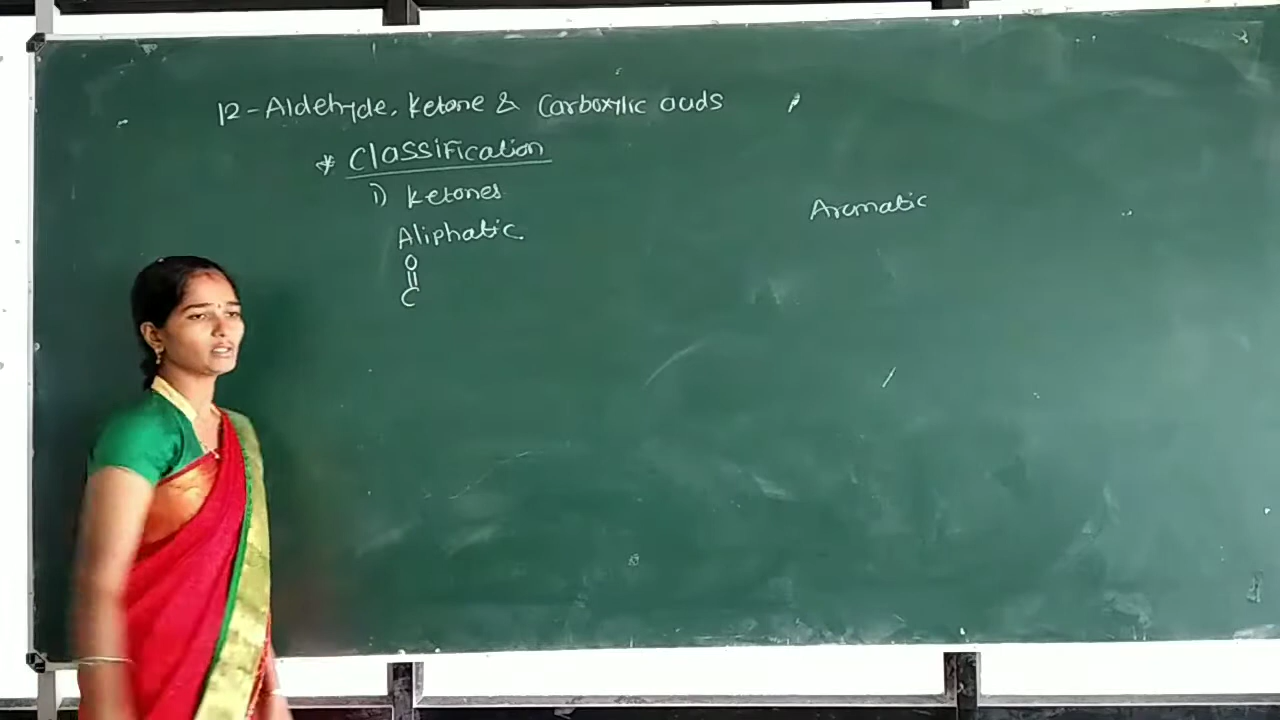 12-Aldehyde, Ketone & Carboxylic acids
* Classification
1) Ketones
Aliphatic
Aromatic
O
||
C